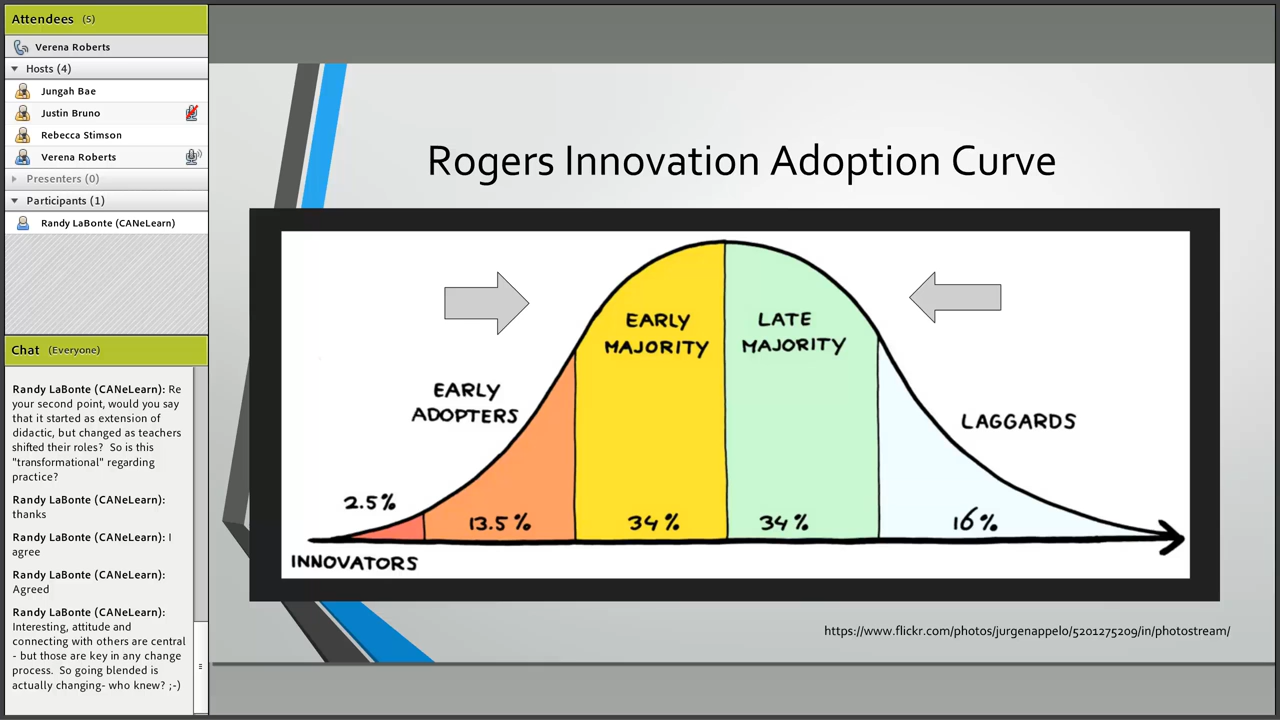 Attendees (5)
Verena Roberts
Hosts (4)
Jungah Bae
Justin Bruno
Rebecca Stimson
Verena Roberts
Presenters (0)
Participants (1)
Randy LaBonte (CANeLearn)
Chat (Everyone)
Randy LaBonte (CANeLearn): Re
your second point, would you say
that it started as extension of
didactic, but changed as teachers
shifted their roles? So is this
"transformational" regarding
practice?
Randy LaBonte (CANeLearn):
thanks
Randy LaBonte (CANeLearn): I
agree
Randy LaBonte (CANeLearn):
Agreed
Randy LaBonte (CANeLearn):
Interesting, attitude and
connecting with others are central
- but those are key in any change
process. So going blended is
actually changing- who knew? ;-)
Rogers Innovation Adoption Curve
EARLY
MAJORITY
LATE
MAJORITY
EARLY
ADOPTERS
LAGGARDS
2.5%
13.5%
34%
34%
16%
INNOVATORS
https://www.flickr.com/photos/jurgenappelo/5201275209/in/photostream/